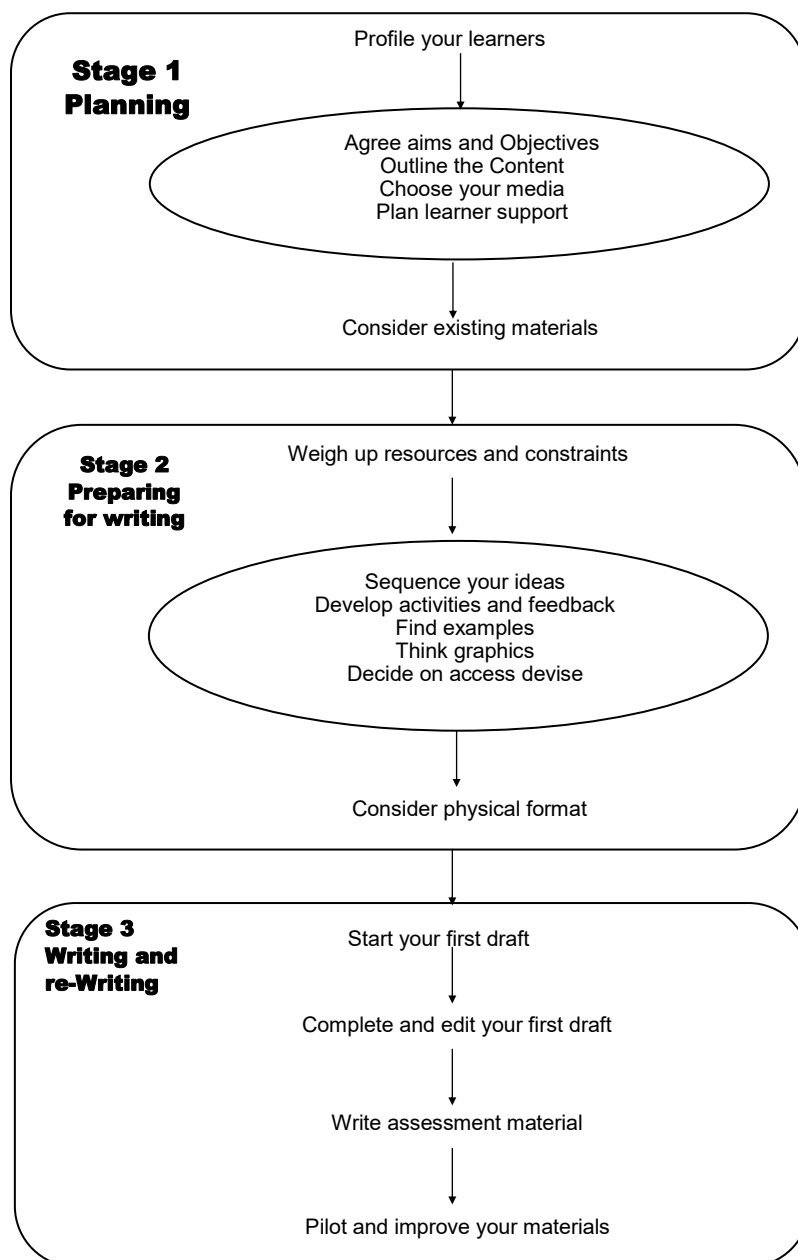 Stage 1
Planning
Profile your learners
Agree aims and Objectives
Outline the Content
Choose your media
Plan learner support
Consider existing materials
Stage 2
Preparing
for writing
Weigh up resources and constraints
Sequence your ideas
Develop activities and feedback
Find examples
Think graphics
Decide on access devise
Consider physical format
Stage 3
Writing and
re-Writing
Start your first draft
Complete and edit your first draft
Write assessment material
Pilot and improve your materials